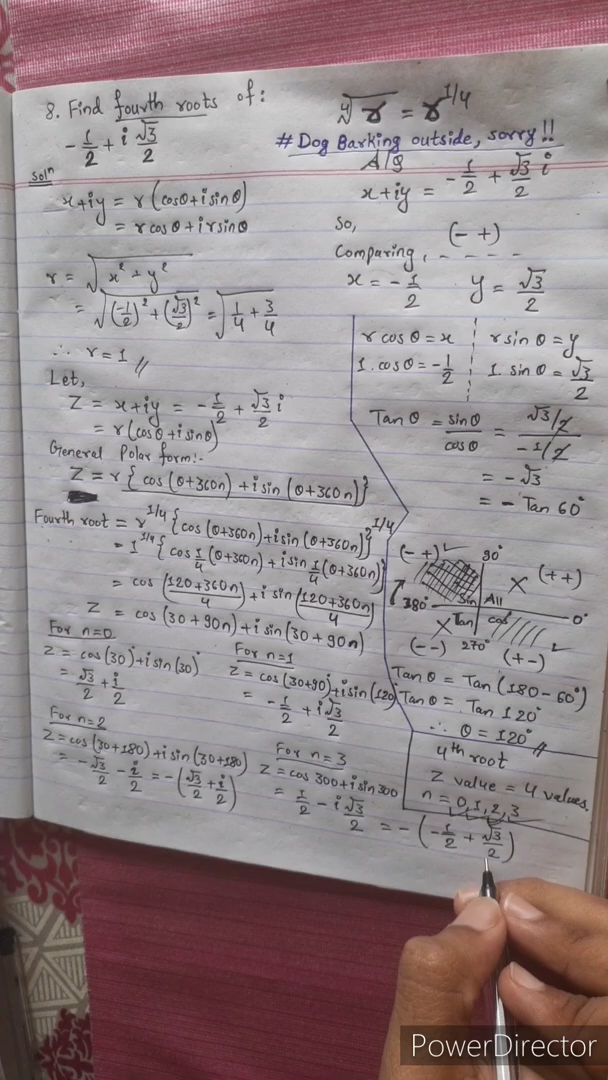 8. Find fourth roots of:
-1/2 + i √3/2
∜r = r^1/4
# Dog Barking outside, sorry!!
Solⁿ
x+iy = r (cosθ+isinθ)
= r cosθ + i r sinθ
r = √x² + y²
= √(-1/2)² + (√3/2)² = √1/4 + 3/4
∴ r = 1 //
Let,
Z = x+iy = -1/2 + √3/2 i
= r(cosθ + isinθ)
General Polar form:-
Z = r { cos (θ+360n) + i sin (θ+360n)}
Fourth root = r^1/4 {cos(θ+360n)+isin(θ+360n)}^1/4
= 1^1/4 { cos 1/4 (θ+360n) + isin 1/4 (θ+360n)}
= cos (120+360n)/4 + i sin (120+360n)/4
Z = cos (30+90n) + i sin (30+90n)
For n=0
Z = cos(30)° + i sin (30)°
= √3/2 + i/2
For n=1
Z = cos(30+90)°+isin(120)°
= -1/2 + i√3/2
For n=2
Z = cos(30+180)+i sin(30+180)
= -√3/2 - i/2 = -(√3/2 + i/2)
For n=3
Z = cos 300 + i sin 300
= 1/2 - i √3/2 = -(-1/2 + √3/2)
A/Q
x+iy = -1/2 + √3/2 i
So, (- +)
Comparing, - - - -
x = -1/2 y = √3/2
r cosθ = x r sinθ = y
1. cosθ = -1/2 1. sinθ = √3/2
Tanθ = sinθ/cosθ = √3/2 / -1/2
= -√3
= - Tan 60°
(- +) 90° (+ +)
180° Sin All 0°
Tan cos
(- -) 270° (+ -)
Tanθ = Tan(180-60°)
Tanθ = Tan 120°
∴ θ = 120° //
4th root
Z value = 4 values.
n = 0,1,2,3
PowerDirector